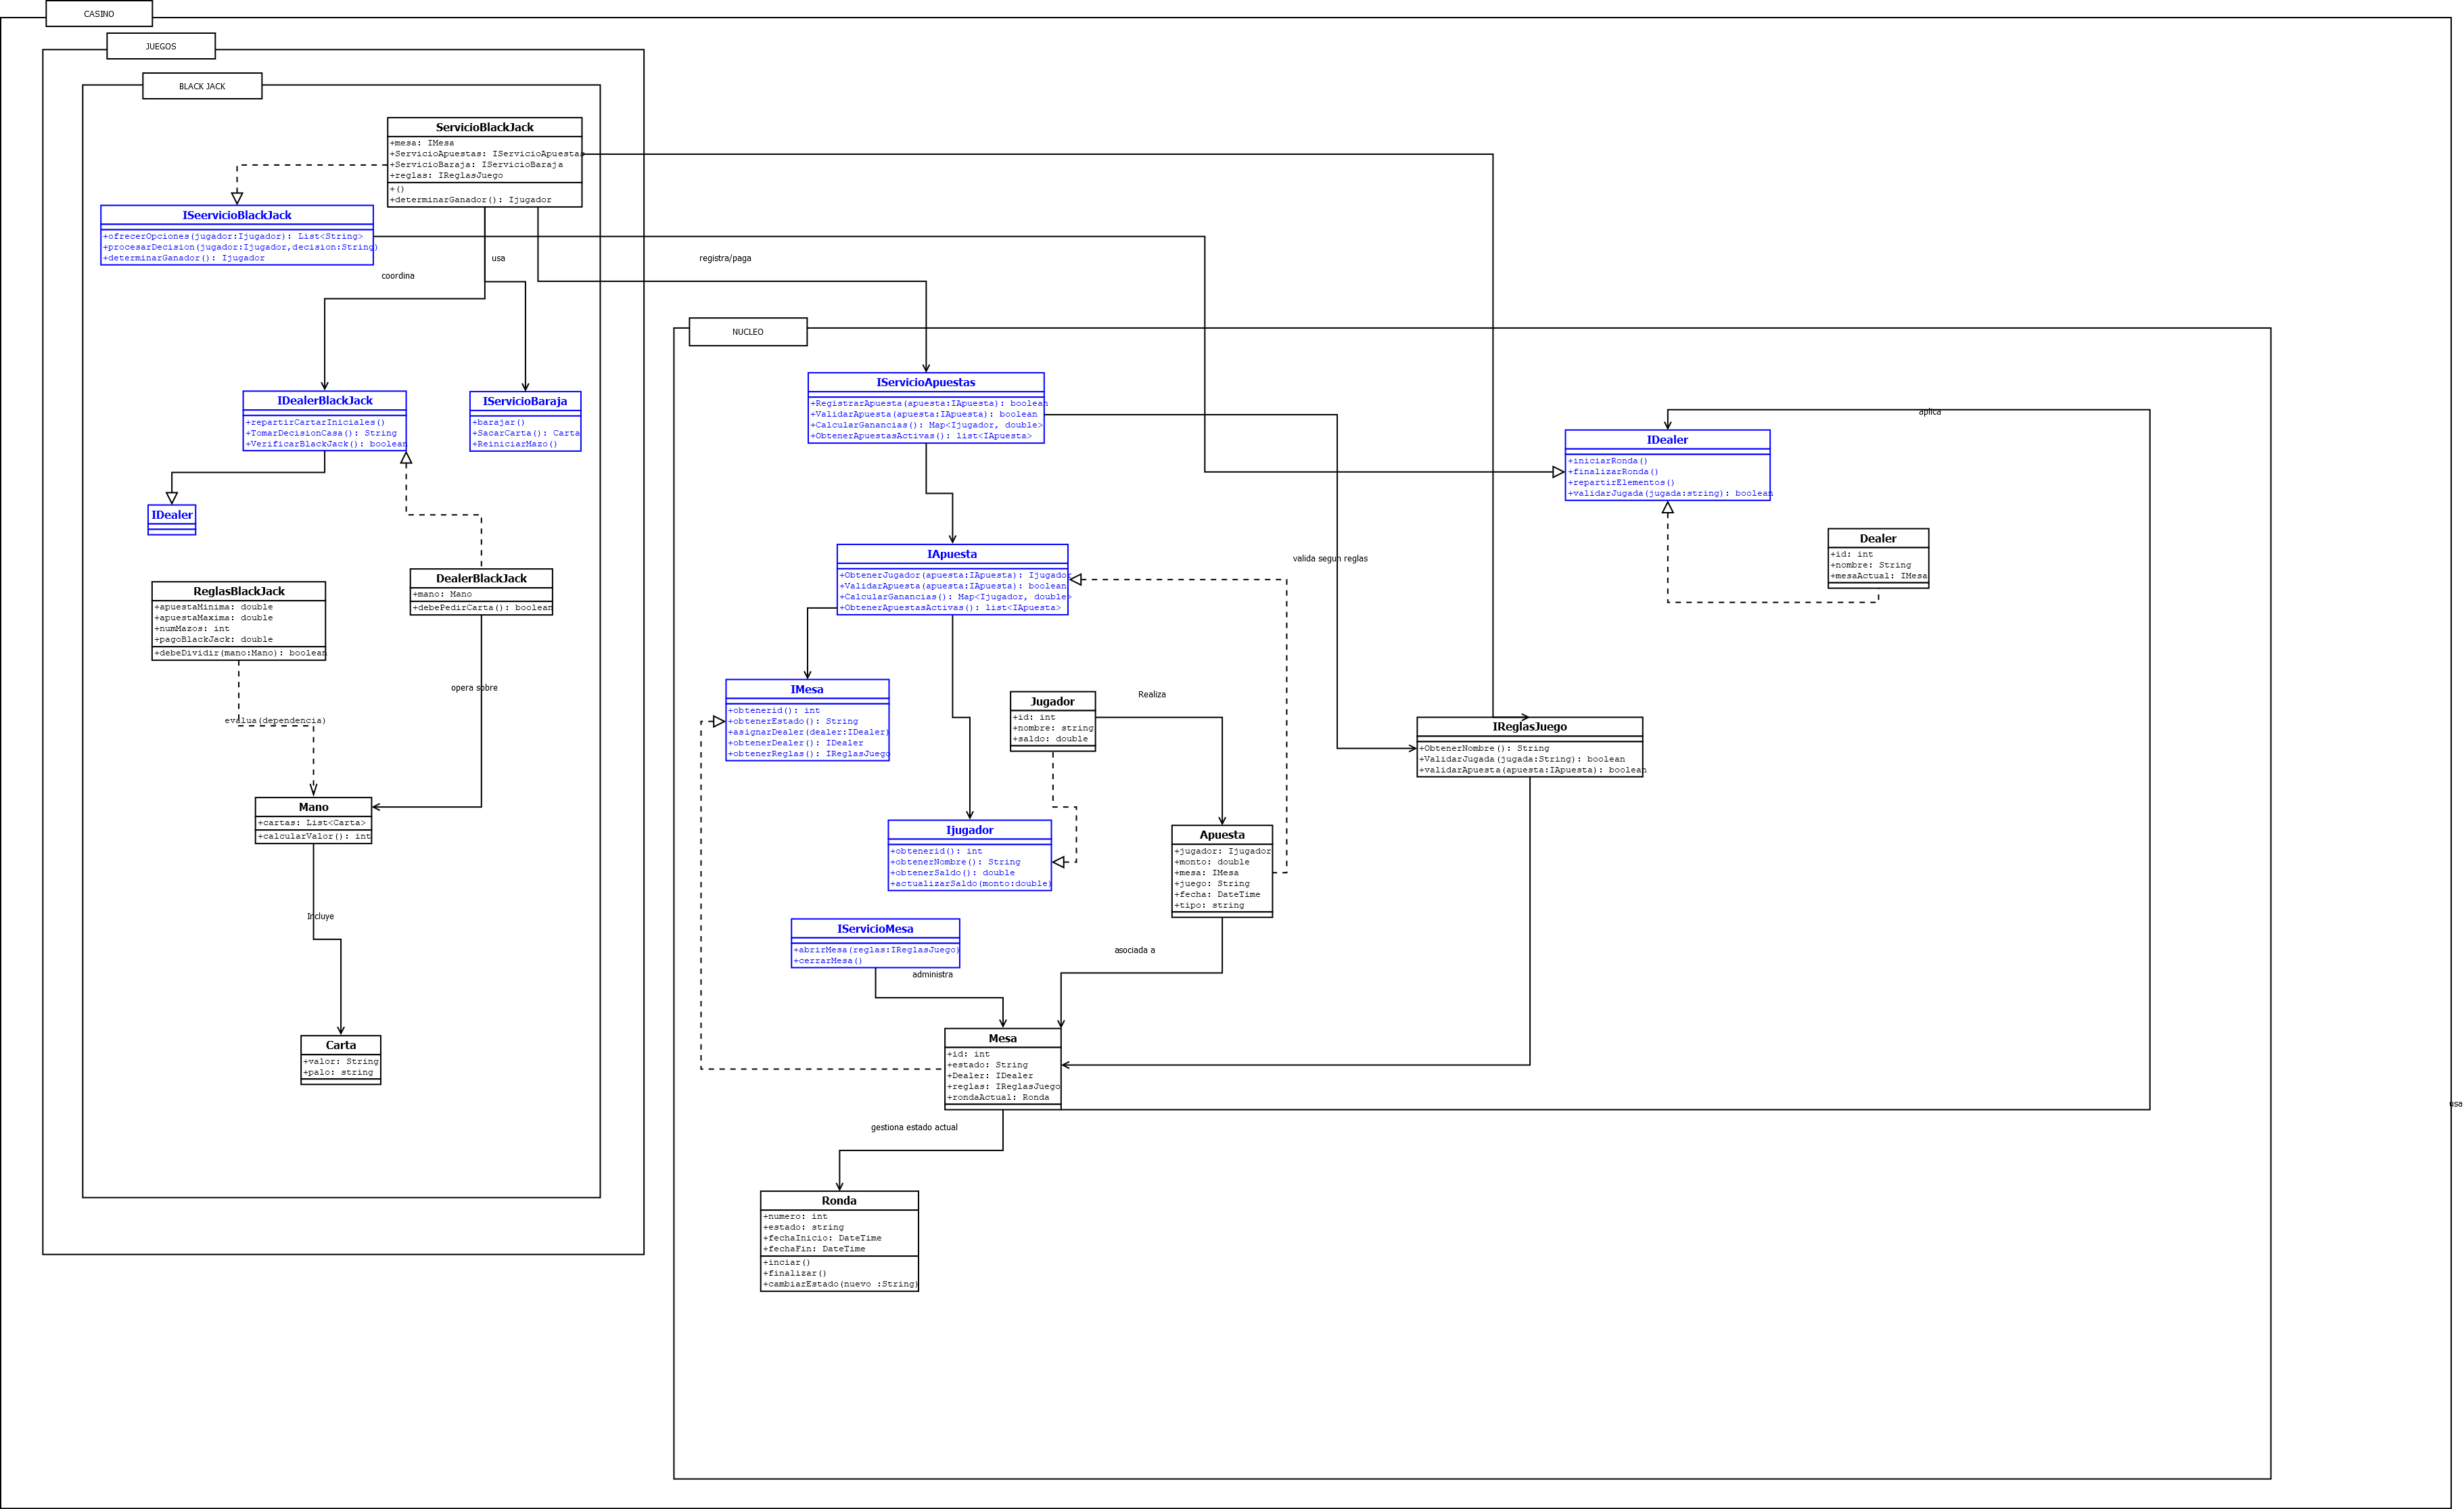 CASINO
JUEGOS
BLACK JACK
ServicioBlackJack
+mesa: IMesa
+ServicioApuestas: IServicioApuestas
+ServicioBaraja: IServicioBaraja
+reglas: IReglasJuego
+()
+determinarGanador(): Ijugador
ISeervicioBlackJack
+ofrecerOpciones(jugador:Ijugador): List<String>
+procesarDecision(jugador:Ijugador,decision:String)
+determinarGanador(): Ijugador
usa
registra/paga
coordina
IDealerBlackJack
+repartirCartarIniciales()
+TomarDecisionCasa(): String
+VerificarBlackJack(): boolean
IServicioBaraja
+barajar()
+SacarCarta(): Carta
+ReiniciarMazo()
IDealer
DealerBlackJack
+mano: Mano
+debePedirCarta(): boolean
ReglasBlackJack
+apuestaMinima: double
+apuestaMaxima: double
+numMazos: int
+pagoBlackJack: double
+debeDividir(mano:Mano): boolean
opera sobre
evalua(dependencia)
Mano
+cartas: List<Carta>
+calcularValor(): int
Incluye
Carta
+valor: String
+palo: string
NUCLEO
IServicioApuestas
+RegistrarApuesta(apuesta:IApuesta): boolean
+ValidarApuesta(apuesta:IApuesta): boolean
+CalcularGanancias(): Map<Ijugador, double>
+ObtenerApuestasActivas(): list<IApuesta>
aplica
IDealer
+iniciarRonda()
+finalizarRonda()
+repartirElementos()
+validarJugada(jugada:string): boolean
Dealer
+id: int
+nombre: String
+mesaActual: IMesa
IApuesta
+ObtenerJugador(apuesta:IApuesta): Ijugador
+ValidarApuesta(apuesta:IApuesta): boolean
+CalcularGanancias(): Map<Ijugador, double>
+ObtenerApuestasActivas(): list<IApuesta>
valida segun reglas
IMesa
+obtenerid(): int
+obtenerEstado(): String
+asignarDealer(dealer:IDealer)
+obtenerDealer(): IDealer
+obtenerReglas(): IReglasJuego
Jugador
+id: int
+nombre: string
+saldo: double
Realiza
IReglasJuego
+ObtenerNombre(): String
+ValidarJugada(jugada:String): boolean
+validarApuesta(apuesta:IApuesta): boolean
Ijugador
+obtenerid(): int
+obtenerNombre(): String
+obtenerSaldo(): double
+actualizarSaldo(monto:double)
Apuesta
+jugador: Ijugador
+monto: double
+mesa: IMesa
+juego: String
+fecha: DateTime
+tipo: string
IServicioMesa
+abrirMesa(reglas:IReglasJuego)
+cerrarMesa()
administra
asociada a
Mesa
+id: int
+estado: String
+Dealer: IDealer
+reglas: IReglasJuego
+rondaActual: Ronda
usa
gestiona estado actual
Ronda
+numero: int
+estado: string
+fechaInicio: DateTime
+fechaFin: DateTime
+inciar()
+finalizar()
+cambiarEstado(nuevo :String)